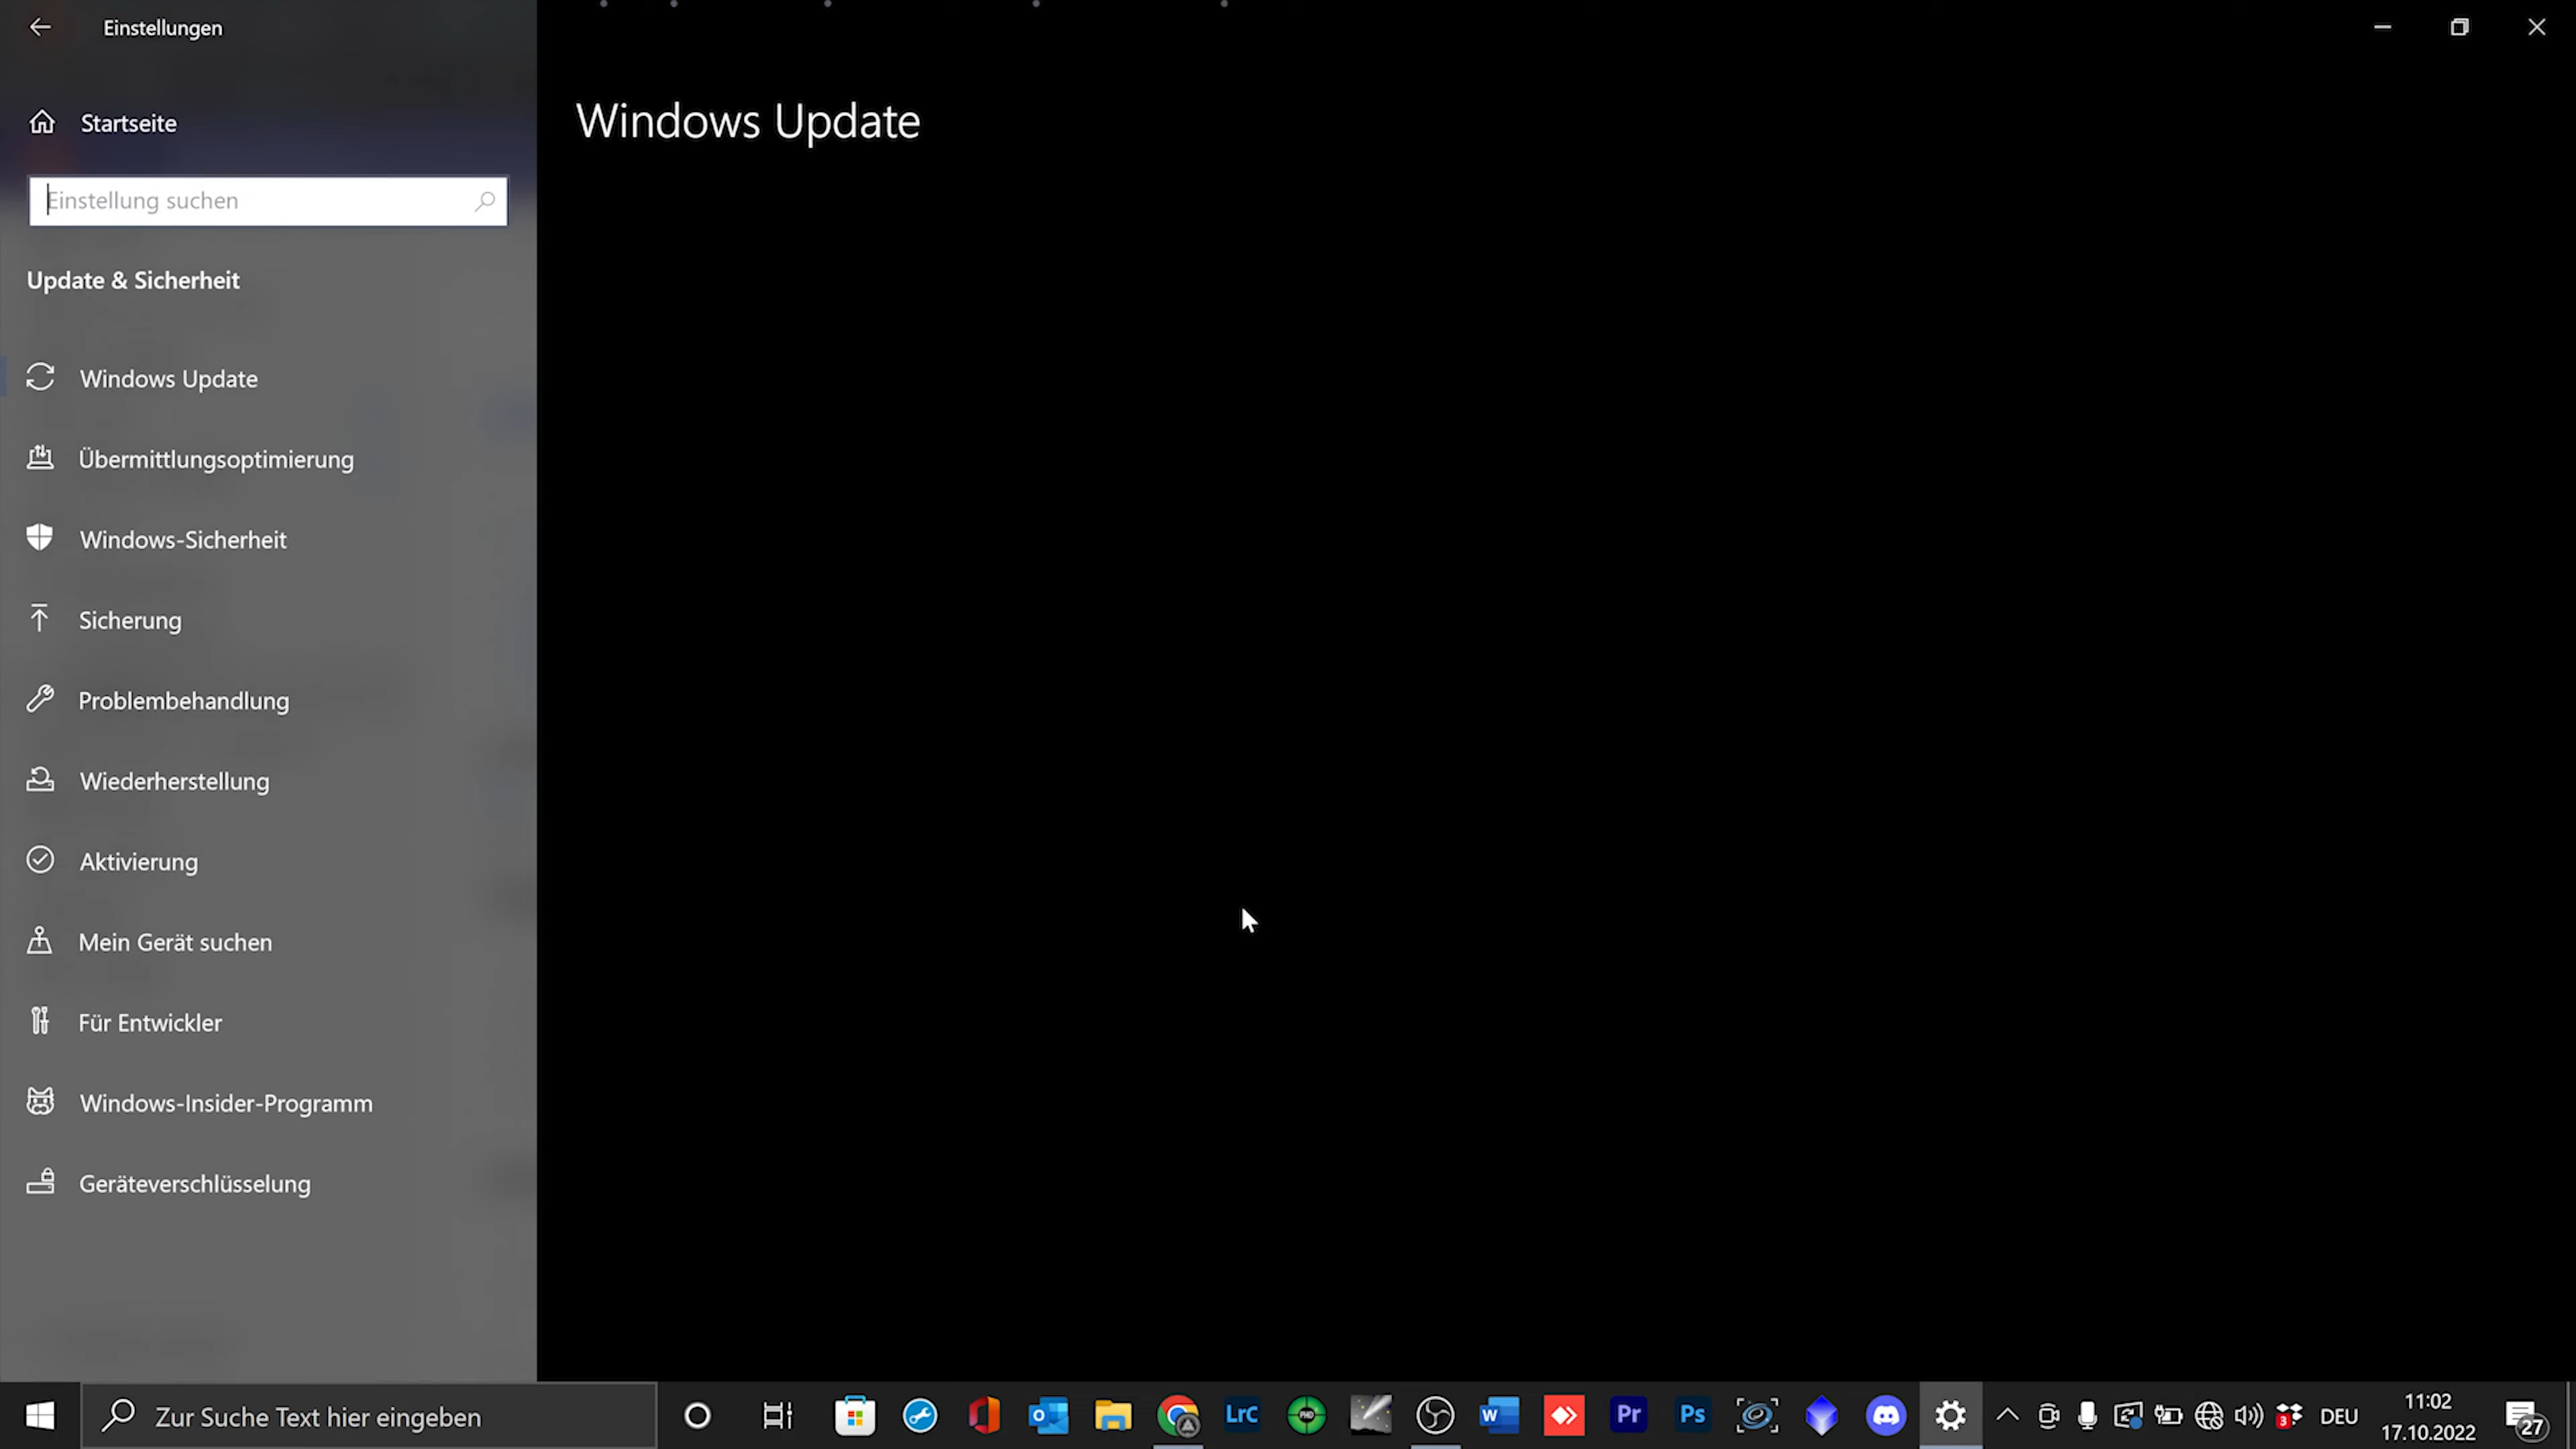 Einstellungen
Startseite
Einstellung suchen
Update & Sicherheit
Windows Update
Übermittlungsoptimierung
Windows-Sicherheit
Sicherung
Problembehandlung
Wiederherstellung
Aktivierung
Mein Gerät suchen
Für Entwickler
Windows-Insider-Programm
Geräteverschlüsselung
Windows Update
Zur Suche Text hier eingeben
LrC
PHD
W
Pr
Ps
3
DEU
11:02
17.10.2022
27